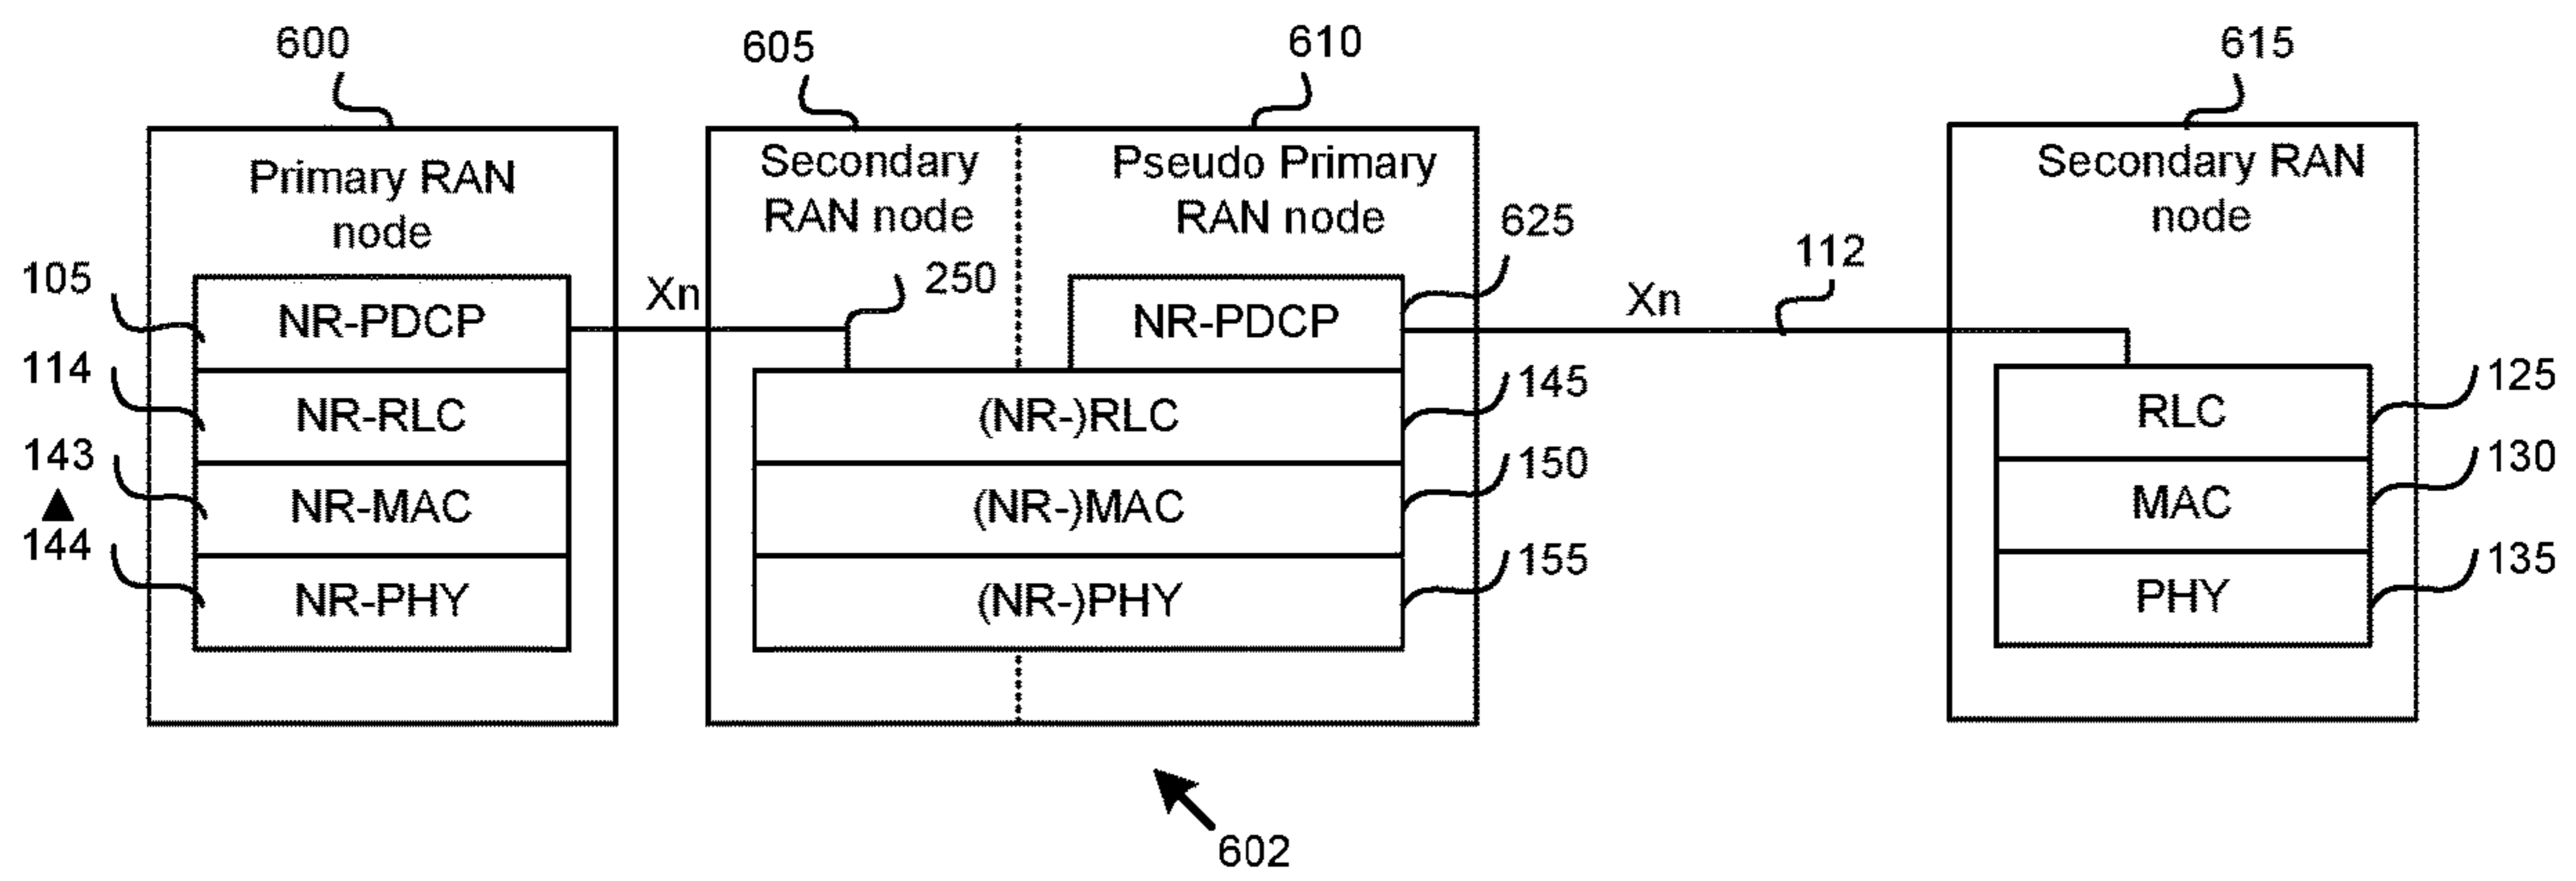 600
605
610
615
Primary RAN
node
Secondary
RAN node
Pseudo Primary
RAN node
Secondary RAN
node
625
112
105
250
Xn
Xn
NR-PDCP
NR-PDCP
114
NR-RLC
(NR-)RLC
145
RLC
125
143
NR-MAC
(NR-)MAC
150
MAC
130
144
NR-PHY
(NR-)PHY
155
PHY
135
602